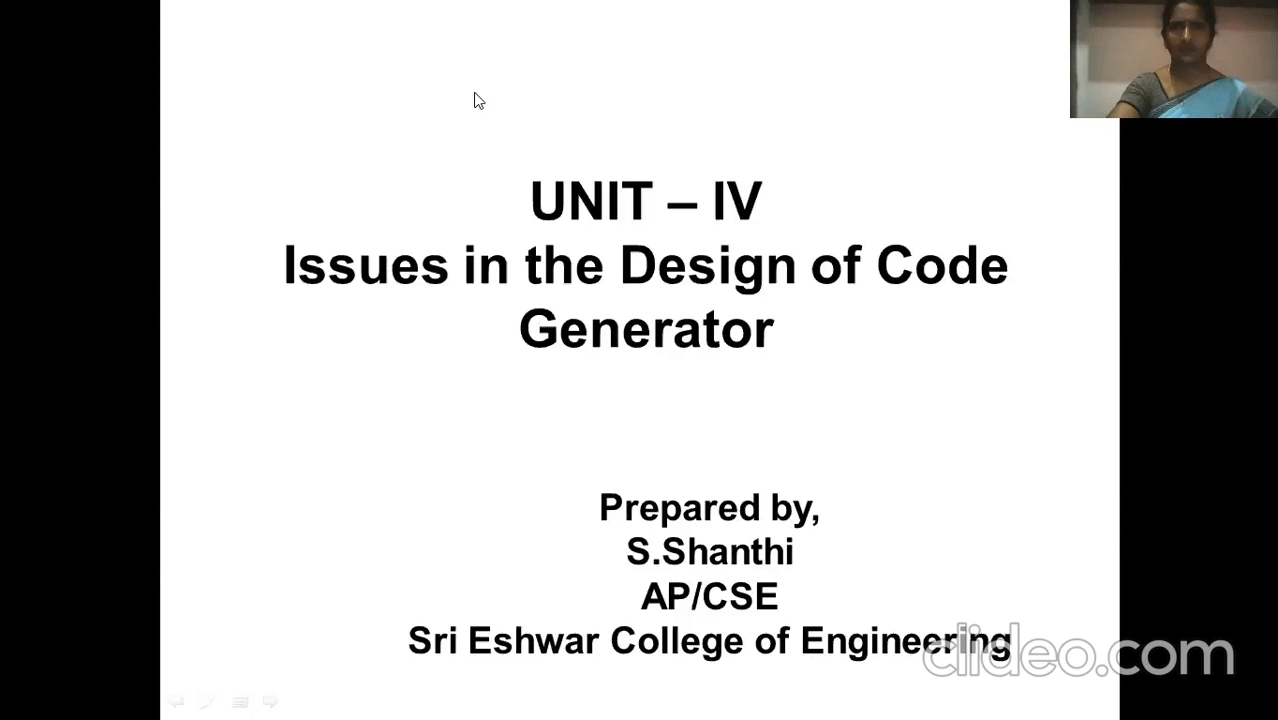 UNIT – IV
Issues in the Design of Code
Generator
Prepared by,
S.Shanthi
AP/CSE
Sri Eshwar College of Engineering
clideo.com